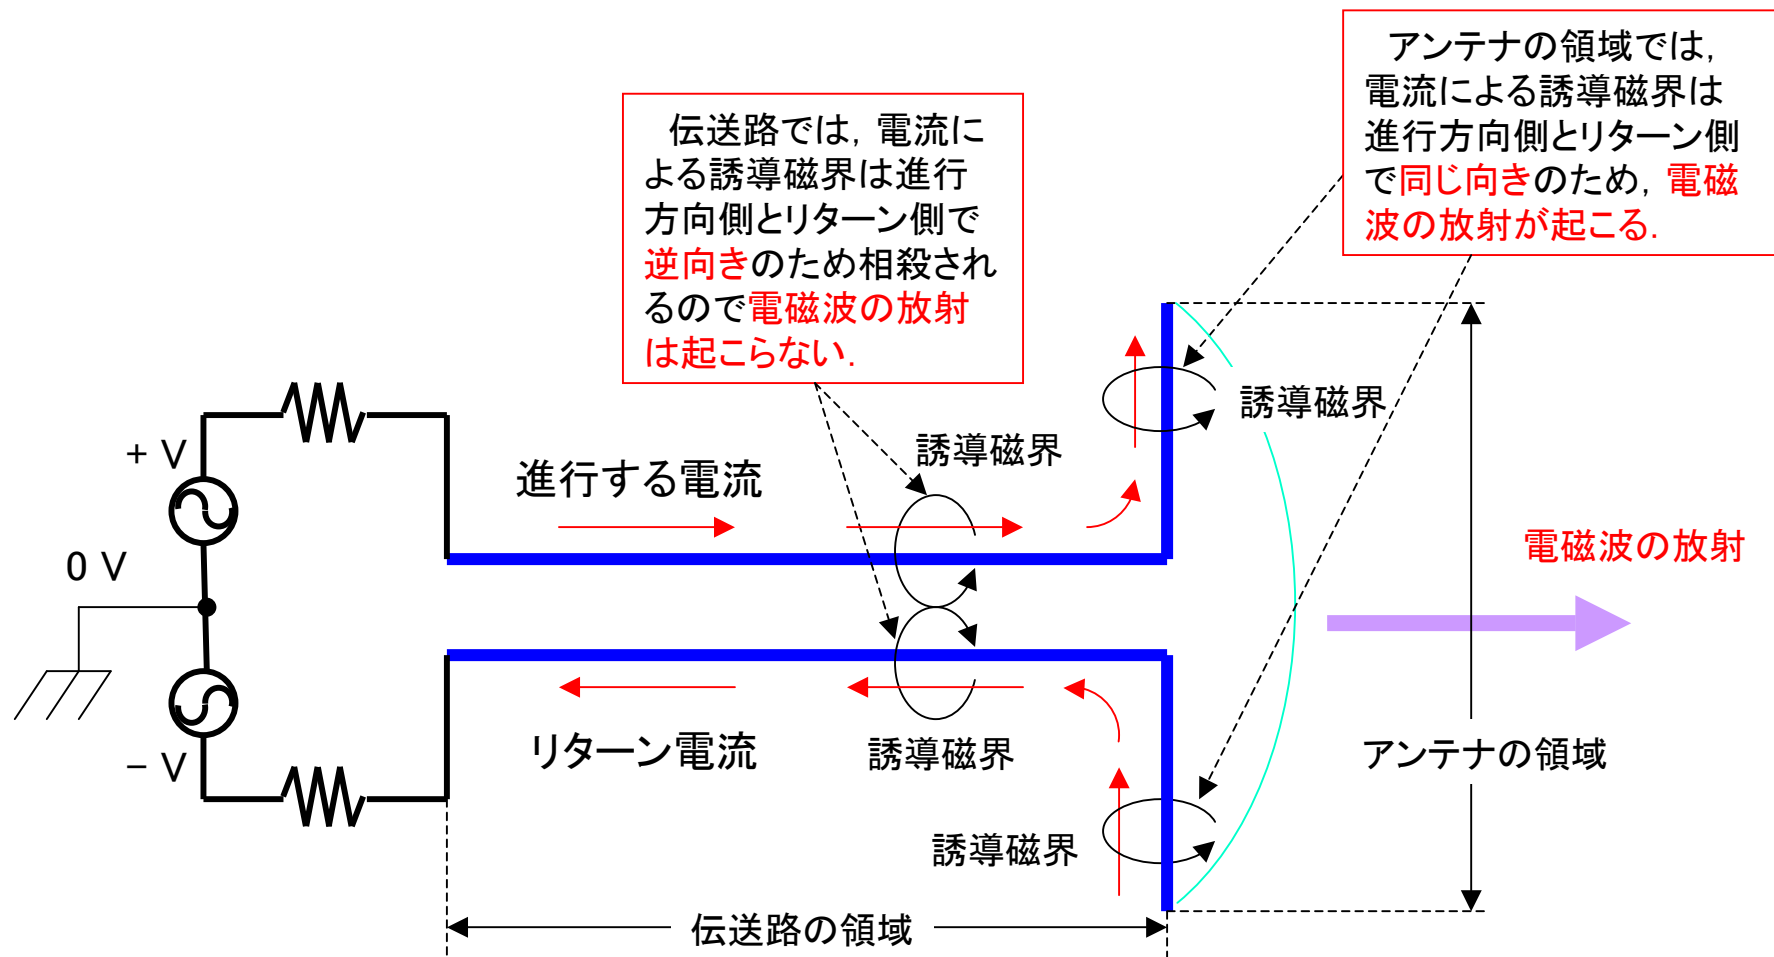 アンテナの領域では,
電流による誘導磁界は
進行方向側とリターン側
で同じ向きのため, 電磁
波の放射が起こる.
伝送路では, 電流に
よる誘導磁界は進行
方向側とリターン側で
逆向きのため相殺され
るので電磁波の放射
は起こらない.
誘導磁界
+ V
進行する電流
誘導磁界
0 V
電磁波の放射
− V
リターン電流
誘導磁界
アンテナの領域
誘導磁界
伝送路の領域